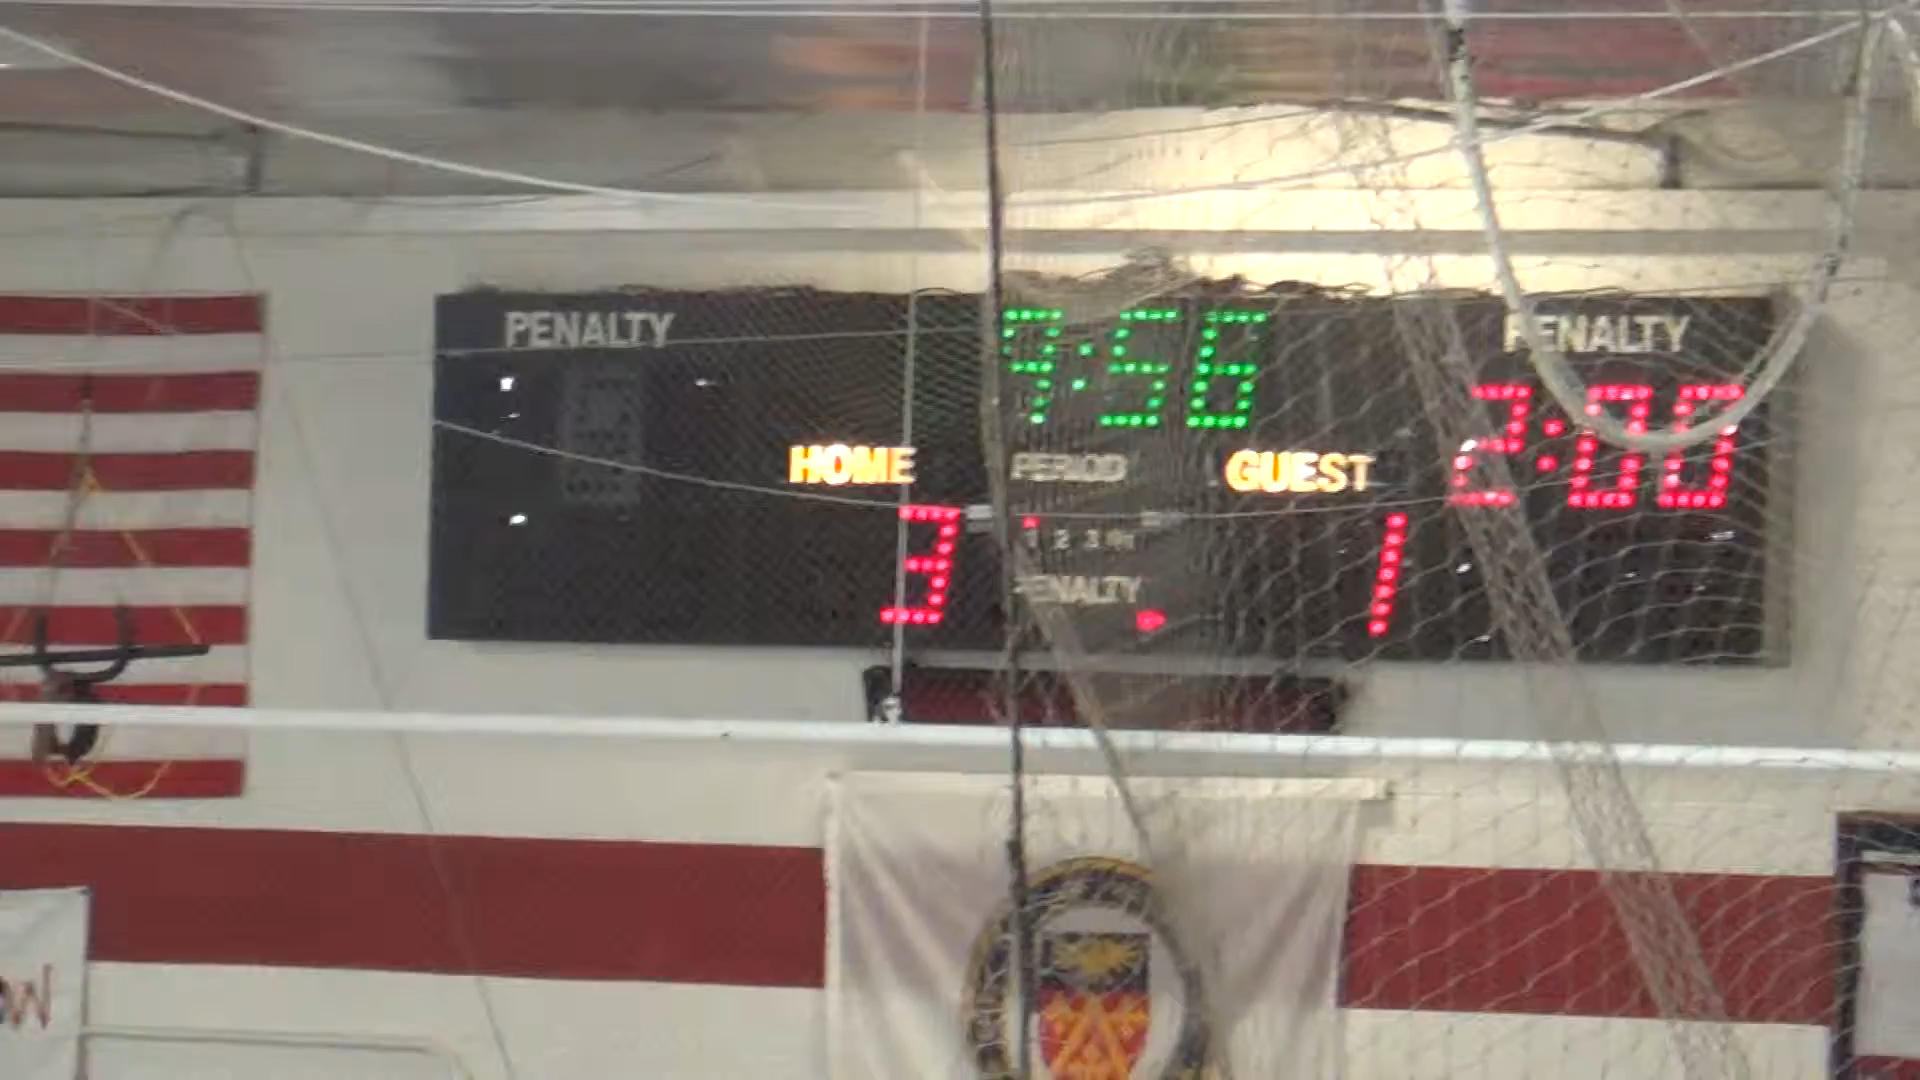 PENALTY
9:56
PENALTY
2:00
HOME
PERIOD
GUEST
3
1 2 3
1
PENALTY
W